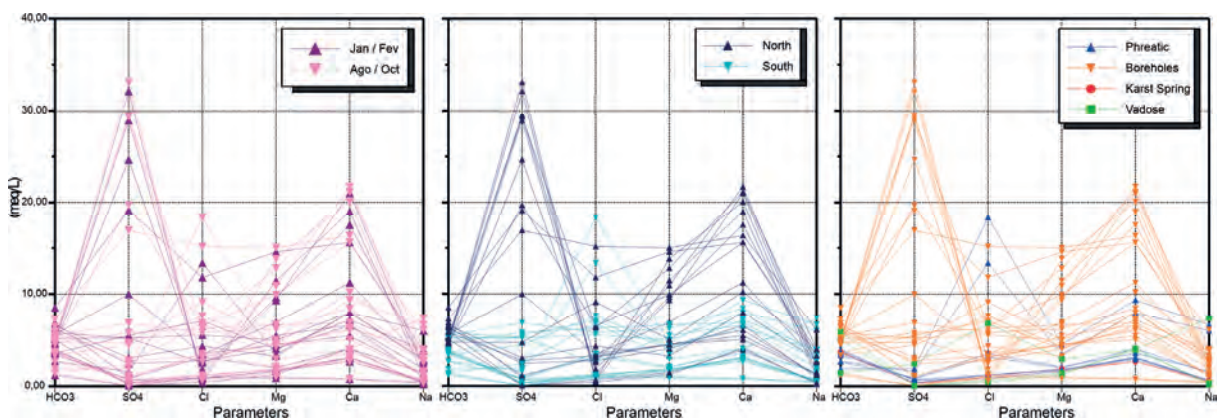 40,00
30,00
20,00
10,00
0,00
(meq/L)
Jan / Fev
Ago / Oct
HCO3 SO4 Cl Mg Ca Na
Parameters
North
South
HCO3 SO4 Cl Mg Ca Na
Parameters
Phreatic
Boreholes
Karst Spring
Vadose
HCO3 SO4 Cl Mg Ca Na
Parameters